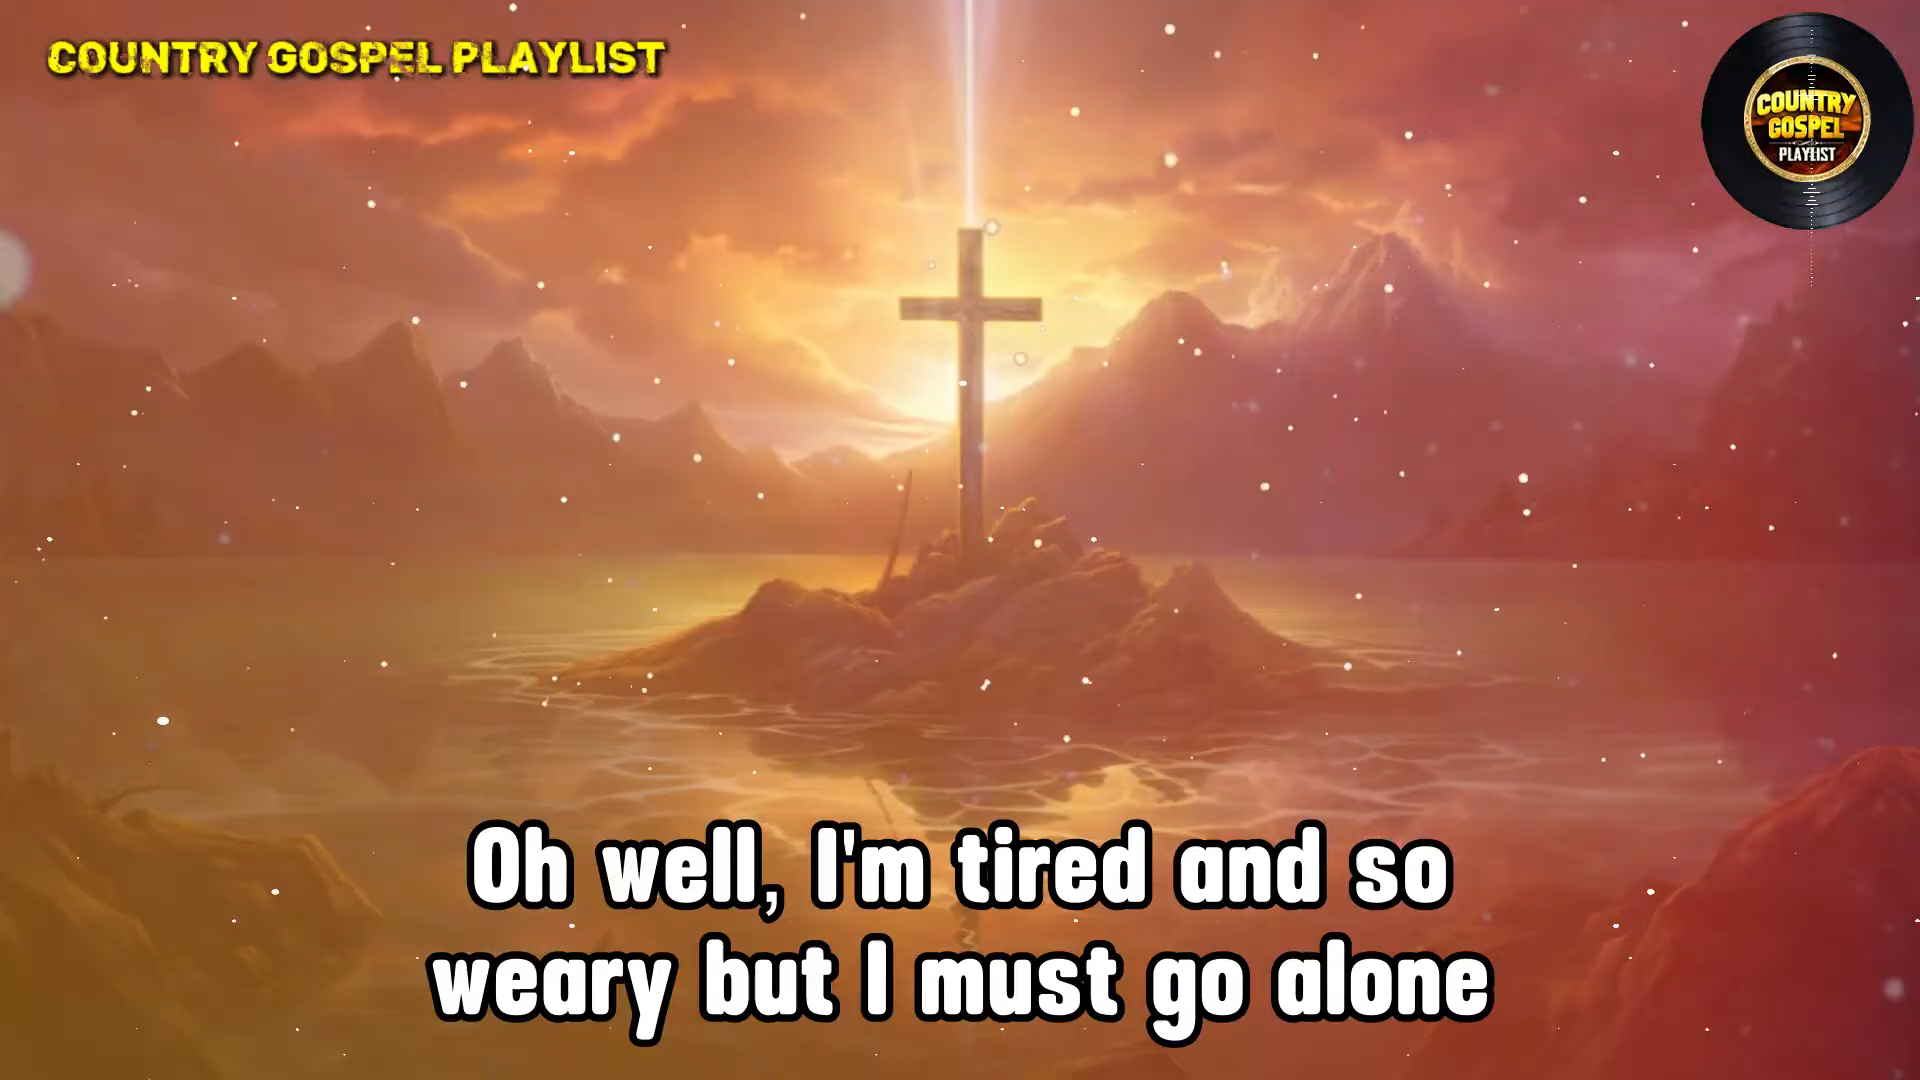 COUNTRY GOSPEL PLAYLIST
COUNTRY
GOSPEL
PLAYLIST
Oh well, I'm tired and so
weary but I must go alone